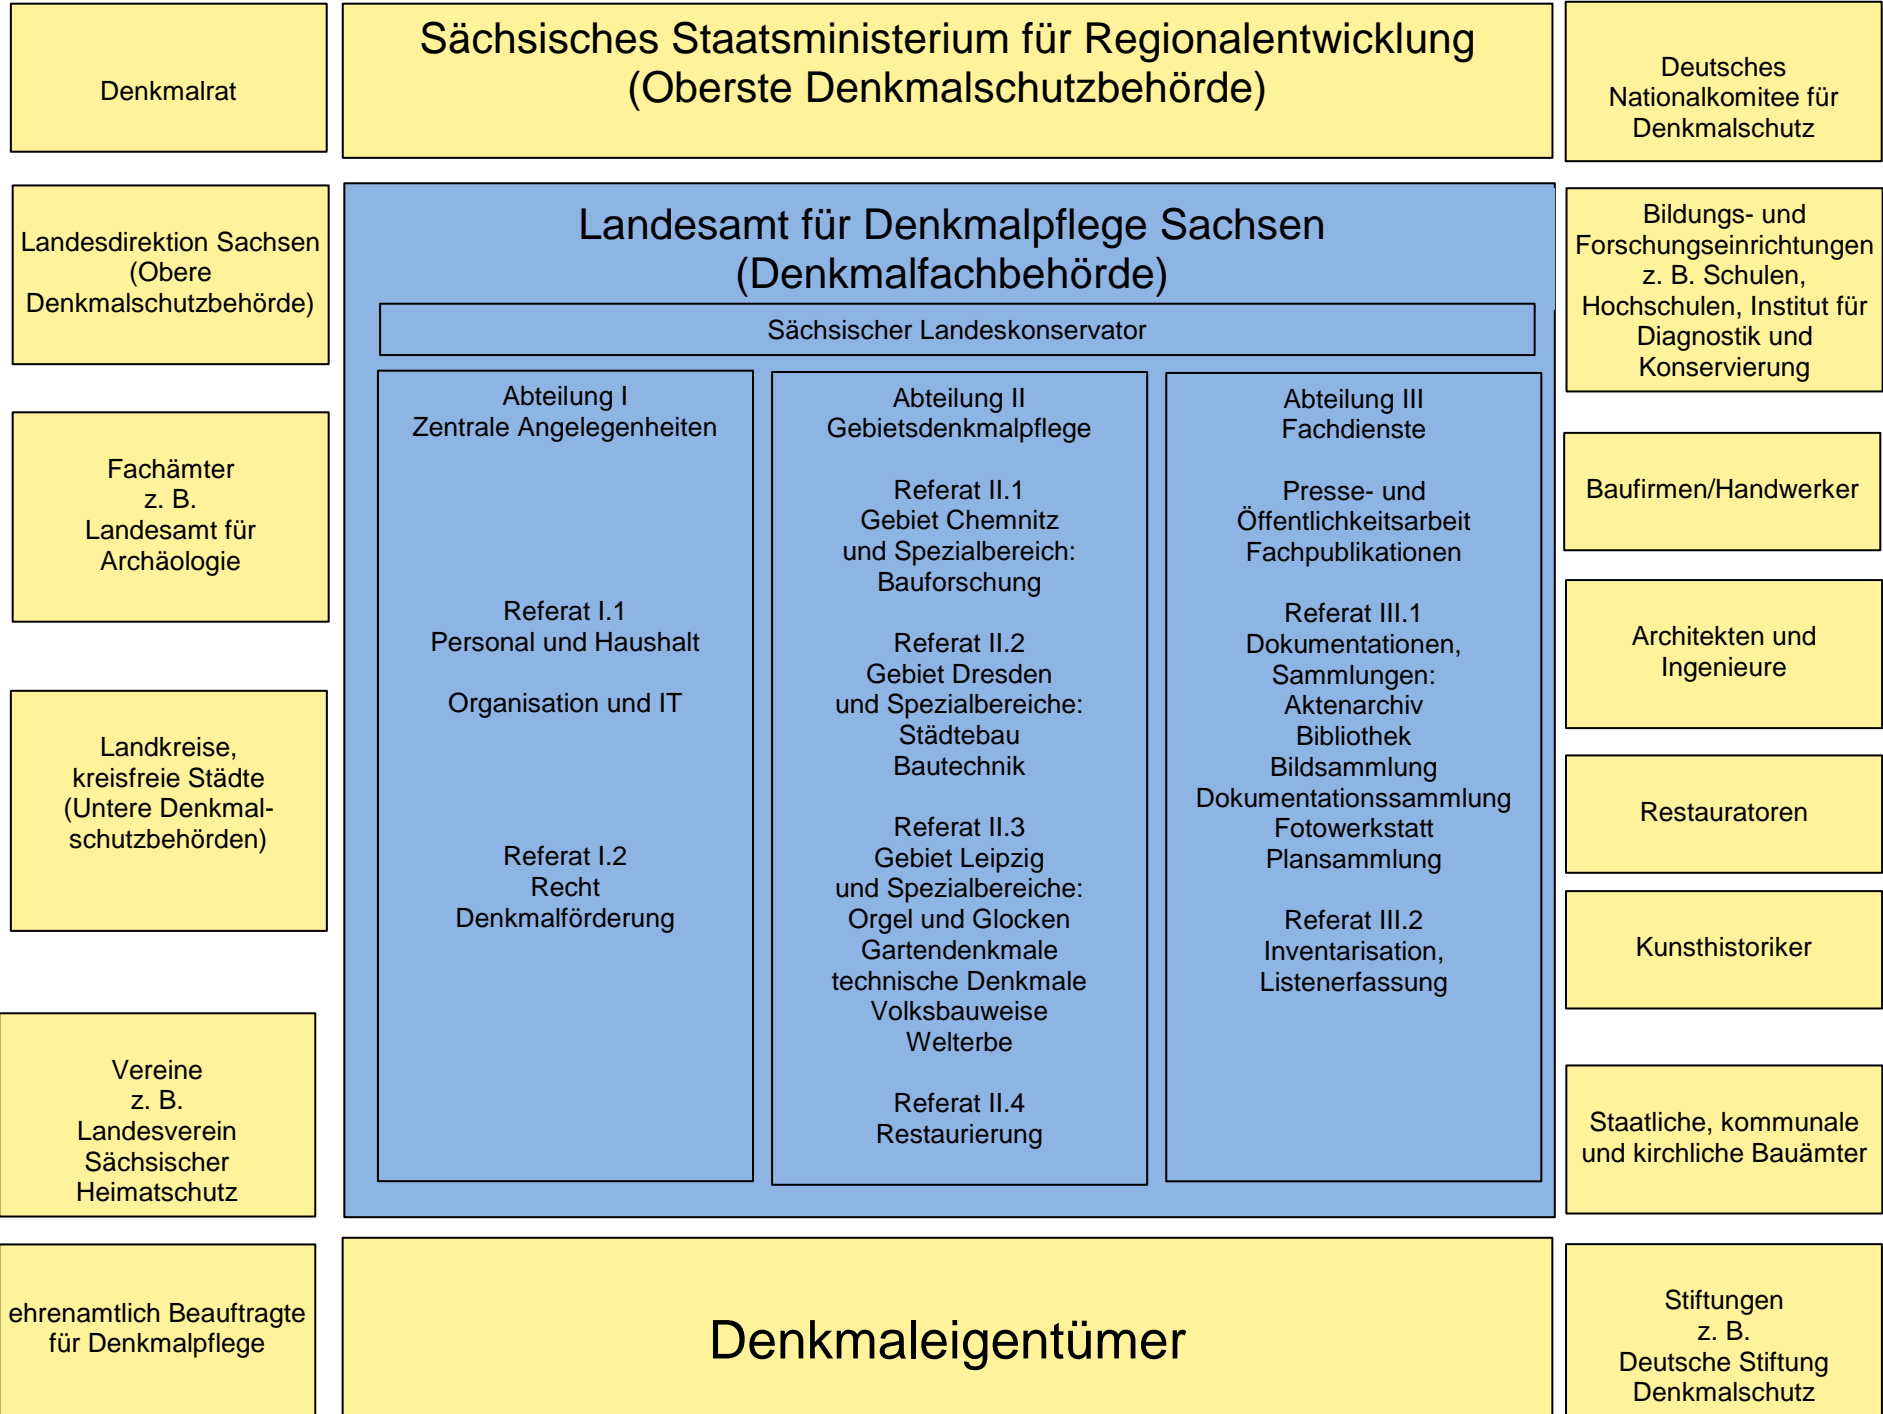 Denkmalrat
Sächsisches Staatsministerium für Regionalentwicklung
(Oberste Denkmalschutzbehörde)
Deutsches
Nationalkomitee für
Denkmalschutz
Landesdirektion Sachsen
(Obere
Denkmalschutzbehörde)
Fachämter
z. B.
Landesamt für
Archäologie
Landkreise,
kreisfreie Städte
(Untere Denkmal-
schutzbehörden)
Vereine
z. B.
Landesverein
Sächsischer
Heimatschutz
ehrenamtlich Beauftragte
für Denkmalpflege
Landesamt für Denkmalpflege Sachsen
(Denkmalfachbehörde)
Sächsischer Landeskonservator
Abteilung I
Zentrale Angelegenheiten
Referat I.1
Personal und Haushalt
Organisation und IT
Referat I.2
Recht
Denkmalförderung
Abteilung II
Gebietsdenkmalpflege
Referat II.1
Gebiet Chemnitz
und Spezialbereich:
Bauforschung
Referat II.2
Gebiet Dresden
und Spezialbereiche:
Städtebau
Bautechnik
Referat II.3
Gebiet Leipzig
und Spezialbereiche:
Orgel und Glocken
Gartendenkmale
technische Denkmale
Volksbauweise
Welterbe
Referat II.4
Restaurierung
Abteilung III
Fachdienste
Presse- und
Öffentlichkeitsarbeit
Fachpublikationen
Referat III.1
Dokumentationen,
Sammlungen:
Aktenarchiv
Bibliothek
Bildsammlung
Dokumentationssammlung
Fotowerkstatt
Plansammlung
Referat III.2
Inventarisation,
Listenerfassung
Denkmaleigentümer
Bildungs- und
Forschungseinrichtungen
z. B. Schulen,
Hochschulen, Institut für
Diagnostik und
Konservierung
Baufirmen/Handwerker
Architekten und
Ingenieure
Restauratoren
Kunsthistoriker
Staatliche, kommunale
und kirchliche Bauämter
Stiftungen
z. B.
Deutsche Stiftung
Denkmalschutz